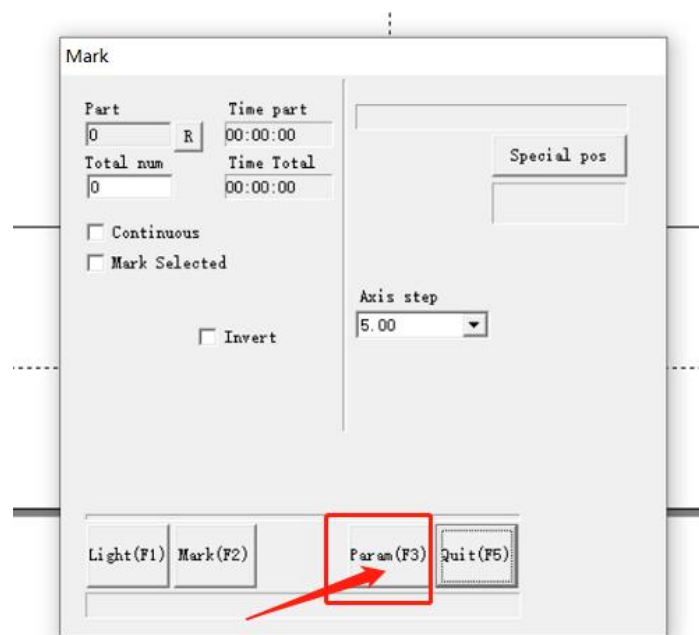 Mark
Part Time part
0 R 00:00:00
Total num Time Total
0 00:00:00
Special pos
Continuous
Mark Selected
Axis step
5.00
Invert
Light(F1) Mark(F2) Param(F3) Quit(F5)